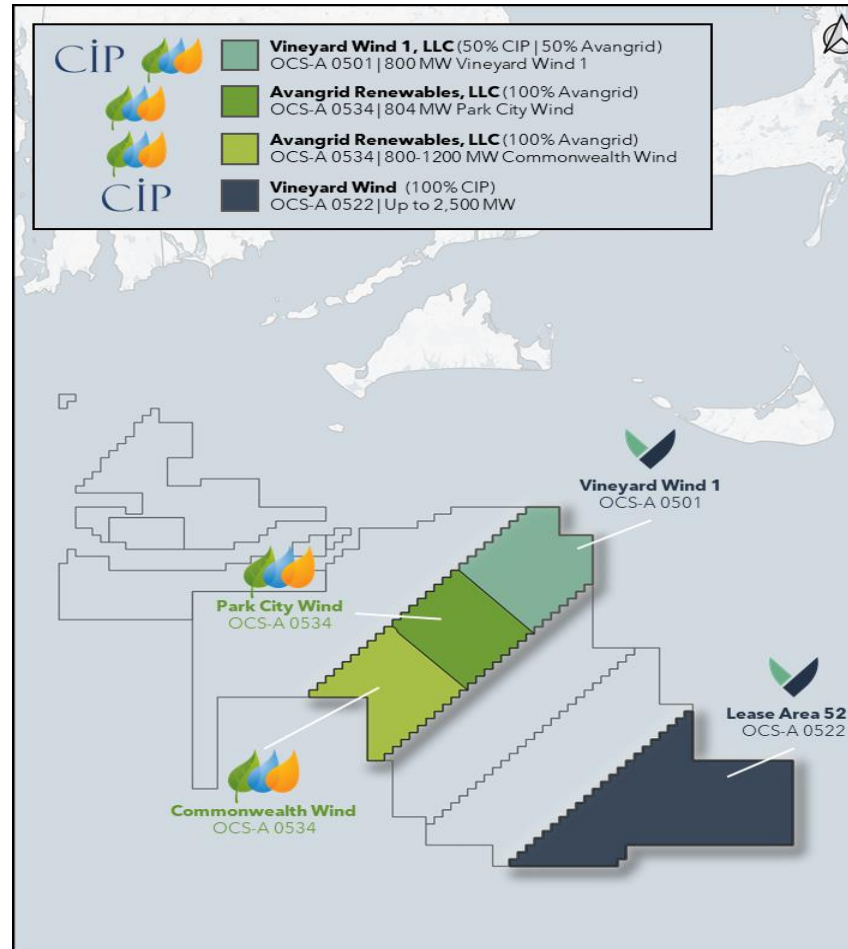 CIP
Vineyard Wind 1, LLC (50% CIP | 50% Avangrid)
OCS-A 0501 | 800 MW Vineyard Wind 1
Avangrid Renewables, LLC (100% Avangrid)
OCS-A 0534 | 804 MW Park City Wind
Avangrid Renewables, LLC (100% Avangrid)
OCS-A 0534 | 800-1200 MW Commonwealth Wind
CIP
Vineyard Wind (100% CIP)
OCS-A 0522 | Up to 2,500 MW
Vineyard Wind 1
OCS-A 0501
Park City Wind
OCS-A 0534
Lease Area 52
OCS-A 0522
Commonwealth Wind
OCS-A 0534